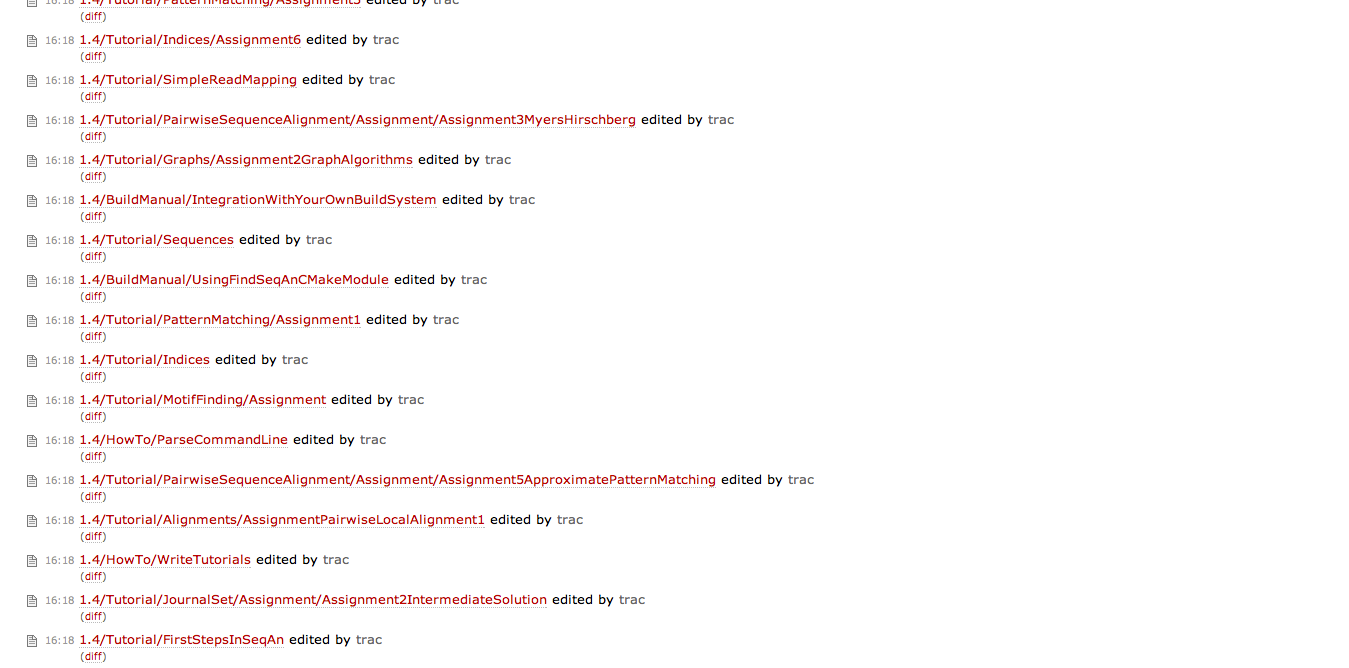 16:18 1.4/Tutorial/PatternMatching/Assignment3 edited by trac
(diff)
16:18 1.4/Tutorial/Indices/Assignment6 edited by trac
(diff)
16:18 1.4/Tutorial/SimpleReadMapping edited by trac
(diff)
16:18 1.4/Tutorial/PairwiseSequenceAlignment/Assignment/Assignment3MyersHirschberg edited by trac
(diff)
16:18 1.4/Tutorial/Graphs/Assignment2GraphAlgorithms edited by trac
(diff)
16:18 1.4/BuildManual/IntegrationWithYourOwnBuildSystem edited by trac
(diff)
16:18 1.4/Tutorial/Sequences edited by trac
(diff)
16:18 1.4/BuildManual/UsingFindSeqAnCMakeModule edited by trac
(diff)
16:18 1.4/Tutorial/PatternMatching/Assignment1 edited by trac
(diff)
16:18 1.4/Tutorial/Indices edited by trac
(diff)
16:18 1.4/Tutorial/MotifFinding/Assignment edited by trac
(diff)
16:18 1.4/HowTo/ParseCommandLine edited by trac
(diff)
16:18 1.4/Tutorial/PairwiseSequenceAlignment/Assignment/Assignment5ApproximatePatternMatching edited by trac
(diff)
16:18 1.4/Tutorial/Alignments/AssignmentPairwiseLocalAlignment1 edited by trac
(diff)
16:18 1.4/HowTo/WriteTutorials edited by trac
(diff)
16:18 1.4/Tutorial/JournalSet/Assignment/Assignment2IntermediateSolution edited by trac
(diff)
16:18 1.4/Tutorial/FirstStepsInSeqAn edited by trac
(diff)